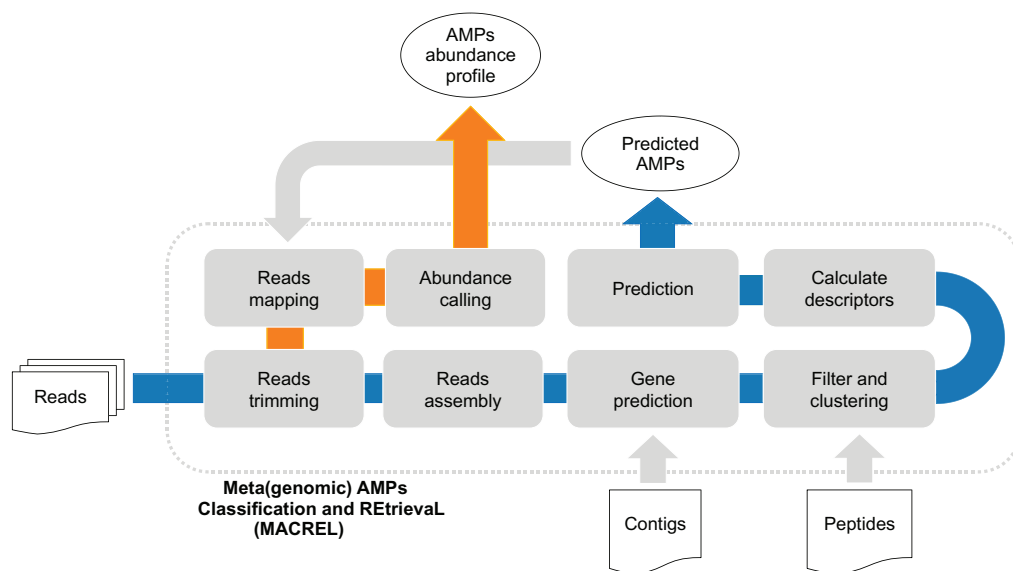 AMPs
abundance
profile
Predicted
AMPs
Reads
mapping
Abundance
calling
Prediction
Calculate
descriptors
Reads
Reads
trimming
Reads
assembly
Gene
prediction
Filter and
clustering
Meta(genomic) AMPs
Classification and REtrievaL
(MACREL)
Contigs
Peptides